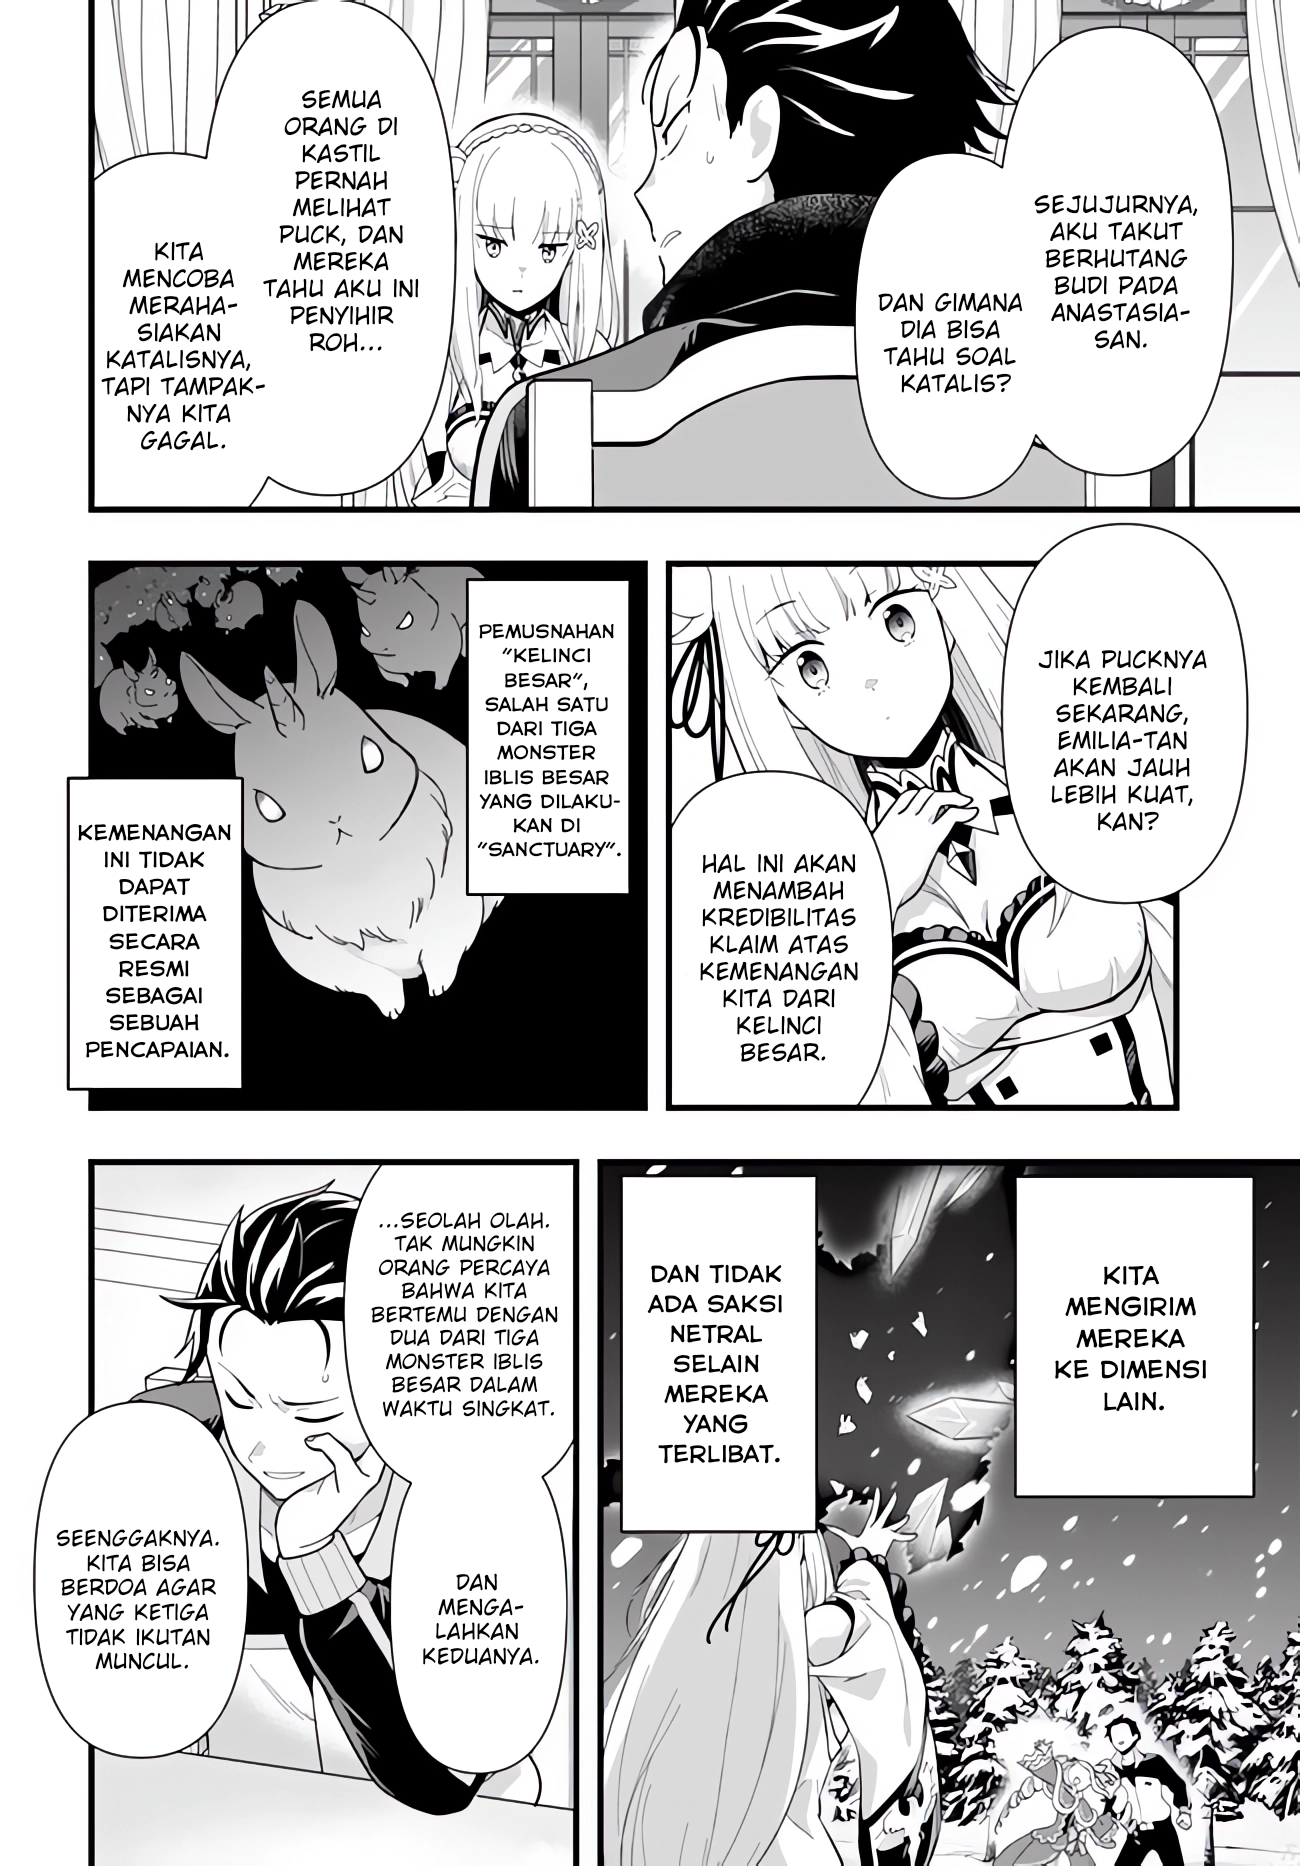 SEJUJURNYA,
AKU TAKUT
BERHUTANG
BUDI PADA
ANASTASIA-
SAN.
DAN GIMANA
DIA BISA
TAHU SOAL
KATALIS?
SEMUA
ORANG DI
KASTIL
PERNAH
MELIHAT
PUCK, DAN
MEREKA
TAHU AKU INI
PENYIHIR
ROH...
KITA
MENCOBA
MERAHA-
SIAKAN
KATALISNYA,
TAPI TAMPAK-
NYA KITA
GAGAL.
JIKA PUCKNYA
KEMBALI
SEKARANG,
EMILIA-TAN
AKAN JAUH
LEBIH KUAT,
KAN?
HAL INI AKAN
MENAMBAH
KREDIBILITAS
KLAIM ATAS
KEMENANGAN
KITA DARI
KELINCI
BESAR.
PEMUSNAHAN
"KELINCI
BESAR",
SALAH SATU
DARI TIGA
MONSTER
IBLIS BESAR
YANG DILAKU-
KAN DI
"SANCTUARY".
KEMENANGAN
INI TIDAK
DAPAT
DITERIMA
SECARA
RESMI
SEBAGAI
SEBUAH
PENCAPAIAN.
KITA
MENGIRIM
MEREKA
KE DIMENSI
LAIN.
DAN TIDAK
ADA SAKSI
NETRAL
SELAIN
MEREKA
YANG
TERLIBAT.
...SEOLAH OLAH.
TAK MUNGKIN
ORANG PERCAYA
BAHWA KITA
BERTEMU DENGAN
DUA DARI TIGA
MONSTER IBLIS
BESAR DALAM
WAKTU SINGKAT.
DAN
MENGA-
LAHKAN
KEDUANYA.
SEENGGAKNYA.
KITA BISA
BERDOA AGAR
YANG KETIGA
TIDAK IKUTAN
MUNCUL.